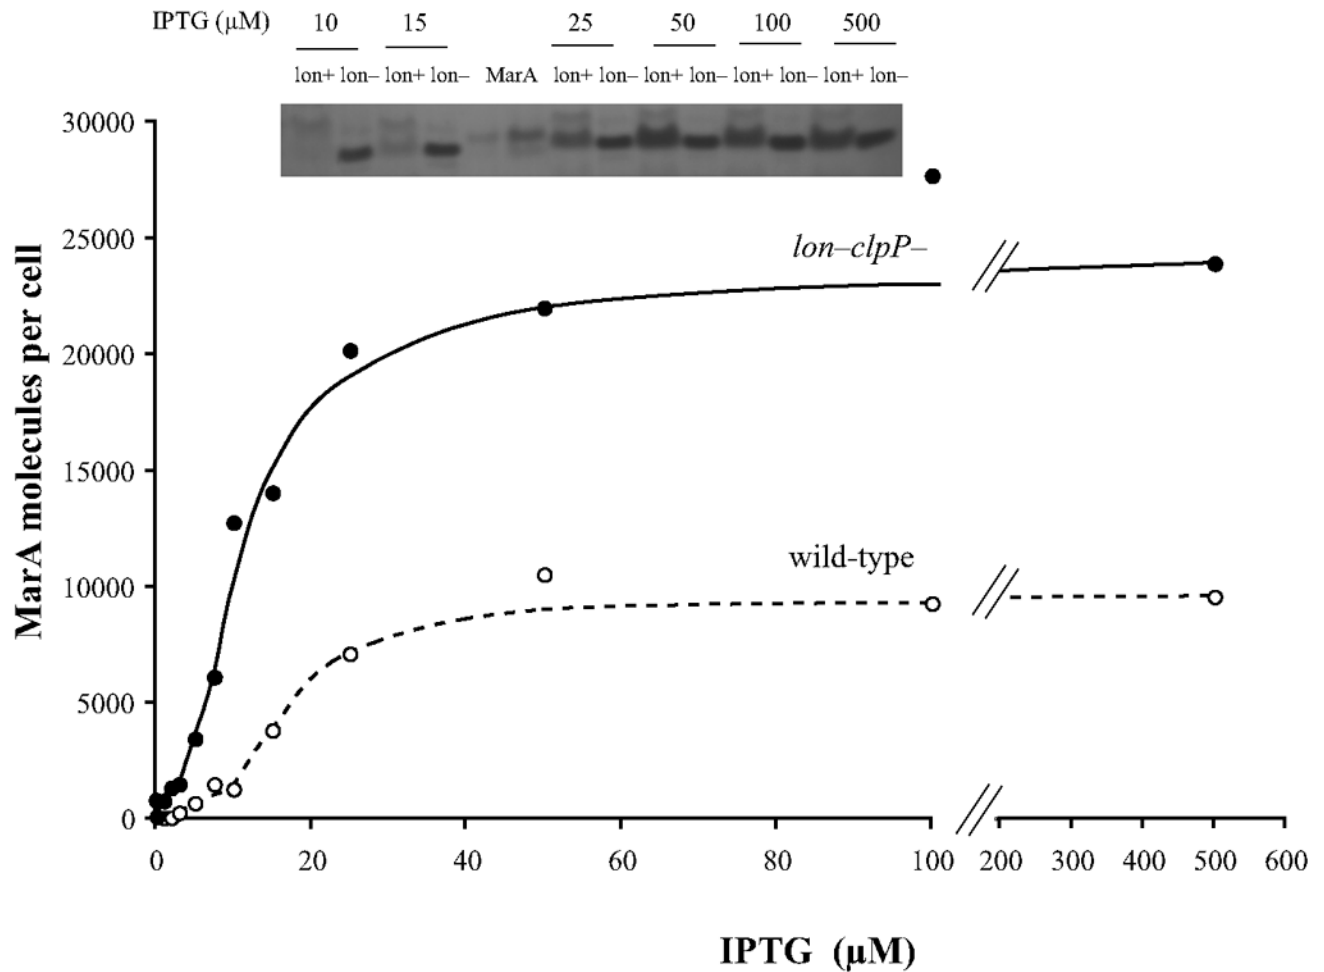 IPTG (μM) 10 15 25 50 100 500
lon+ lon– lon+ lon– MarA lon+ lon– lon+ lon– lon+ lon– lon+ lon–
30000
25000
lon–clpP–
20000
15000
wild-type
10000
5000
0
0 20 40 60 80 100 200 300 400 500 600
MarA molecules per cell
IPTG (μM)